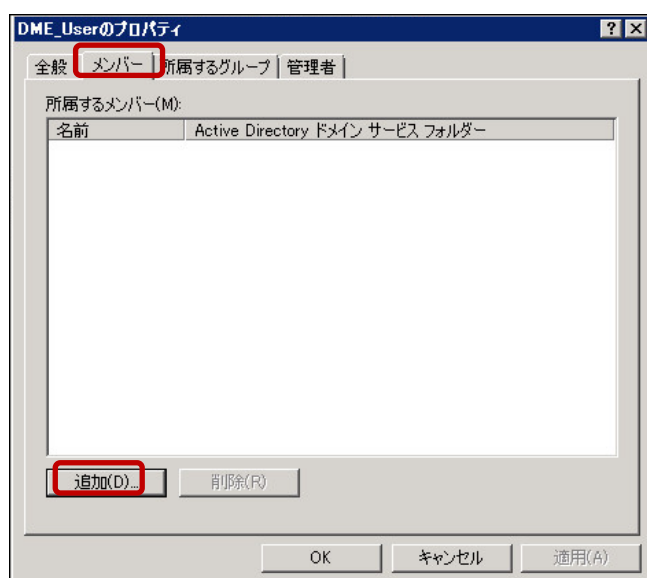 DME_Userのプロパティ
全般 メンバー 所属するグループ 管理者
所属するメンバー(M):
名前 Active Directory ドメイン サービス フォルダー
追加(D)... 削除(R)
OK キャンセル 適用(A)